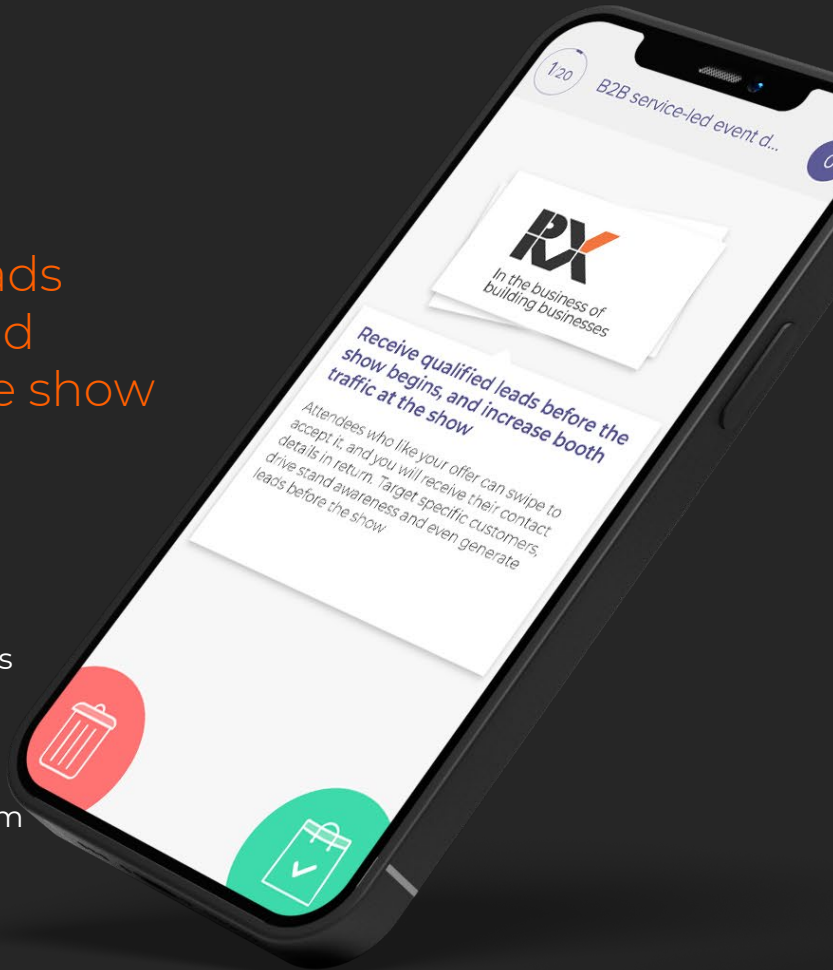 nds
d
e show
s
m
1/20
B2B service-led event d...
RX
In the business of
building businesses
Receive qualified leads before the
show begins, and increase booth
traffic at the show
Attendees who like your offer can swipe to
accept it, and you will receive their contact
details in return. Target specific customers,
drive stand awareness and even generate
leads before the show